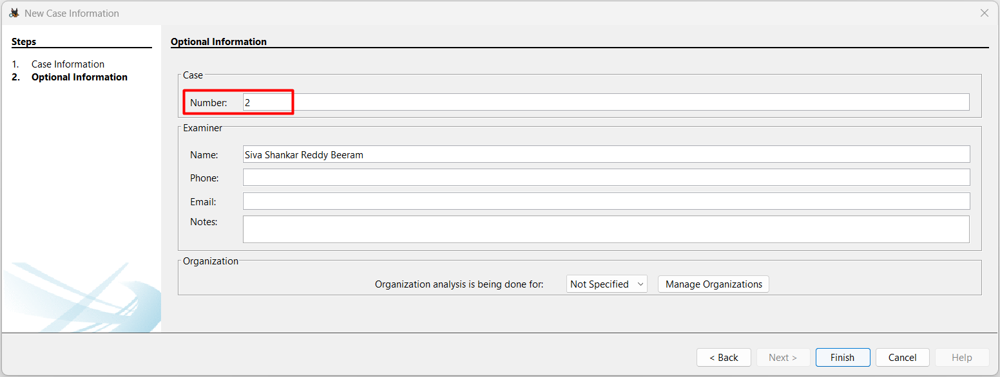 New Case Information
Steps
1. Case Information
2. Optional Information
Optional Information
Case
Number: 2
Examiner
Name: Siva Shankar Reddy Beeram
Phone:
Email:
Notes:
Organization
Organization analysis is being done for: Not Specified Manage Organizations
< Back Next > Finish Cancel Help